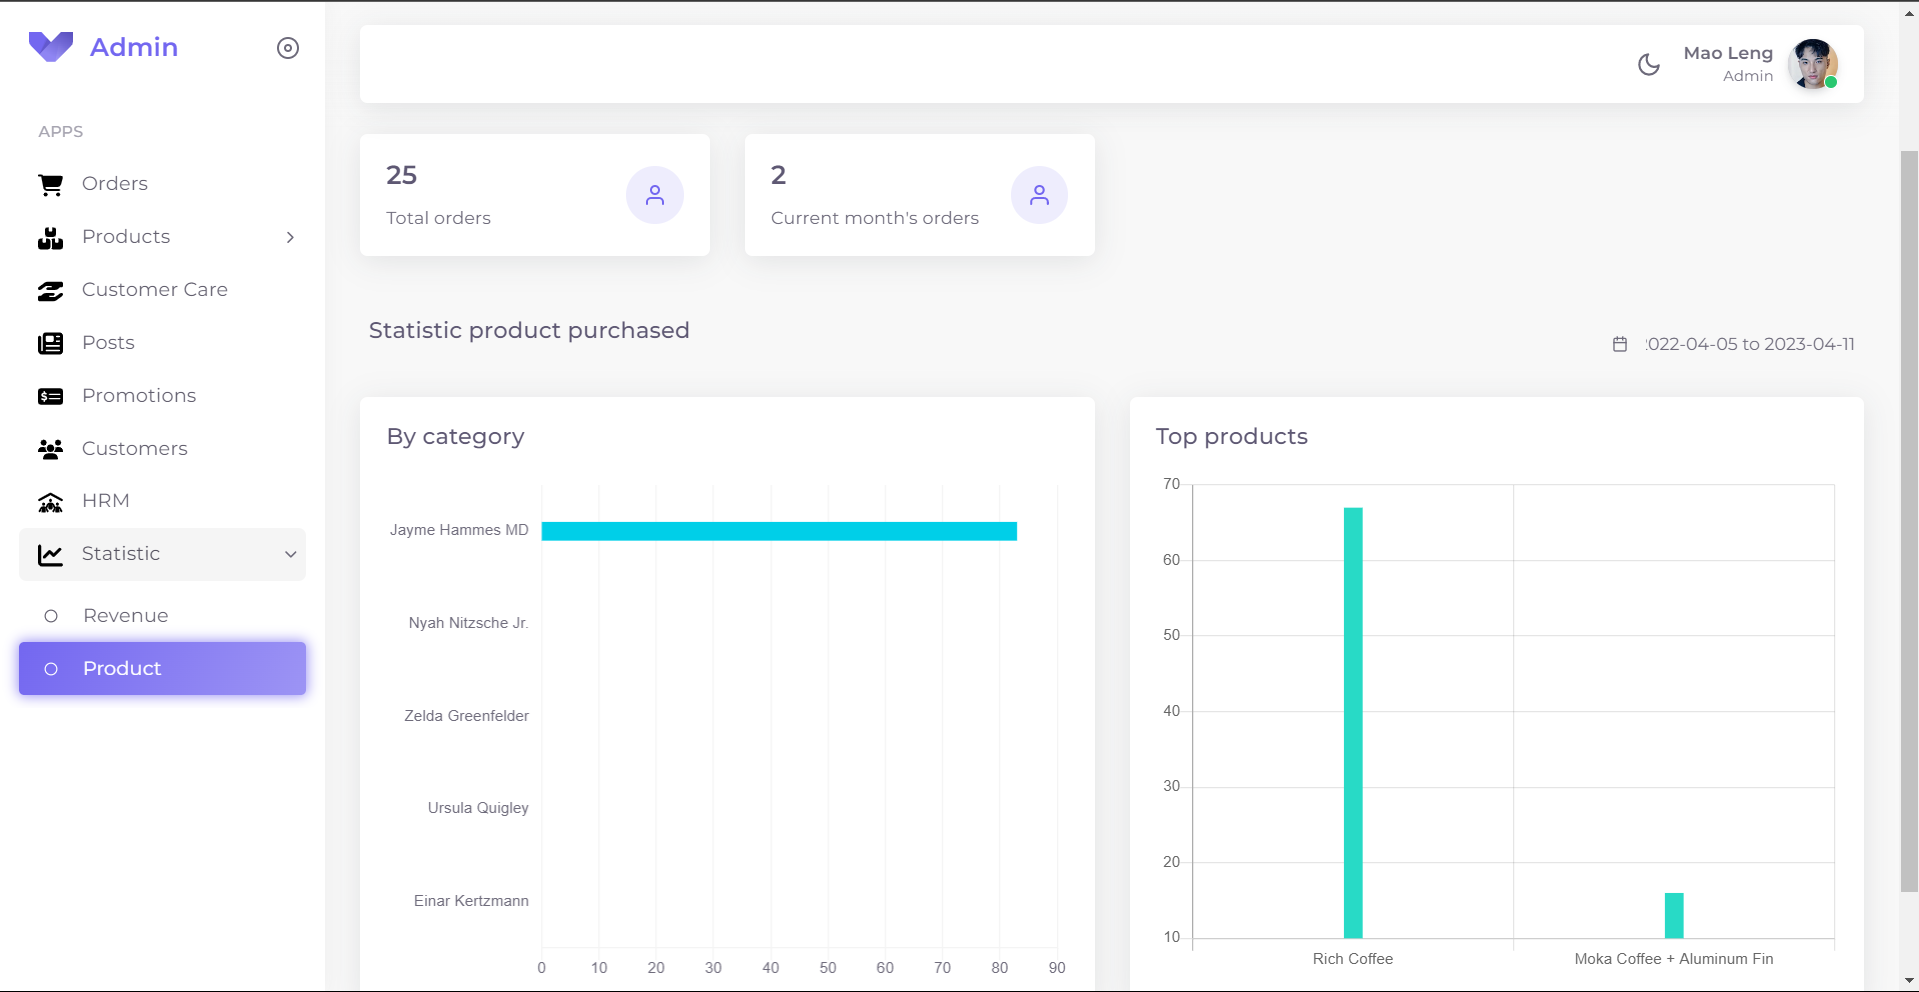 Admin
APPS
Orders
Products
Customer Care
Posts
Promotions
Customers
HRM
Statistic
Revenue
Product
Mao Leng
Admin
25
Total orders
2
Current month's orders
Statistic product purchased
2022-04-05 to 2023-04-11
By category
Jayme Hammes MD
Nyah Nitzsche Jr.
Zelda Greenfelder
Ursula Quigley
Einar Kertzmann
0 10 20 30 40 50 60 70 80 90
Top products
70
60
50
40
30
20
10
Rich Coffee Moka Coffee + Aluminum Fin